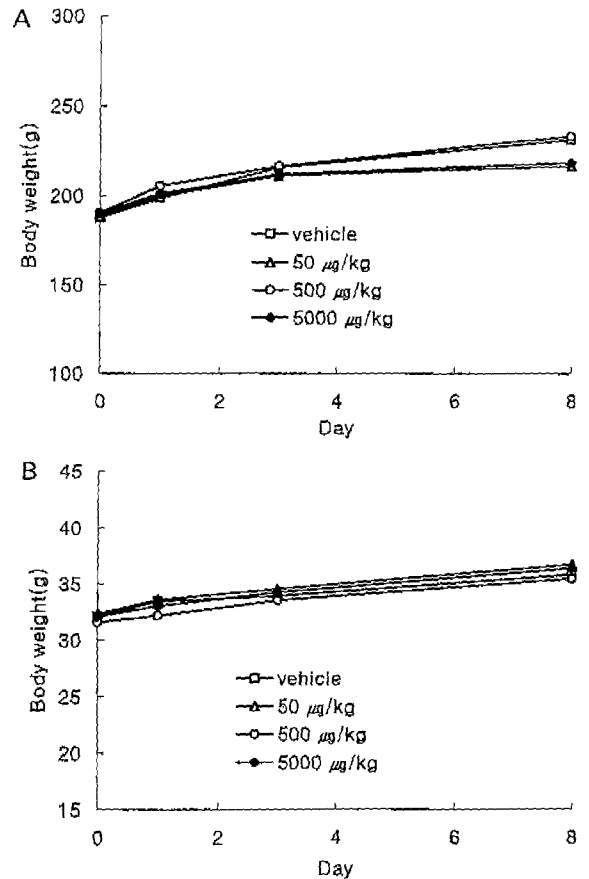 A
300
250
200
150
100
Body weight(g)
vehicle
50 ㎍/kg
500 ㎍/kg
5000 ㎍/kg
0 2 4 6 8
Day
B
45
40
35
30
25
20
15
Body weight(g)
vehicle
50 ㎍/kg
500 ㎍/kg
5000 ㎍/kg
0 2 4 6 8
Day